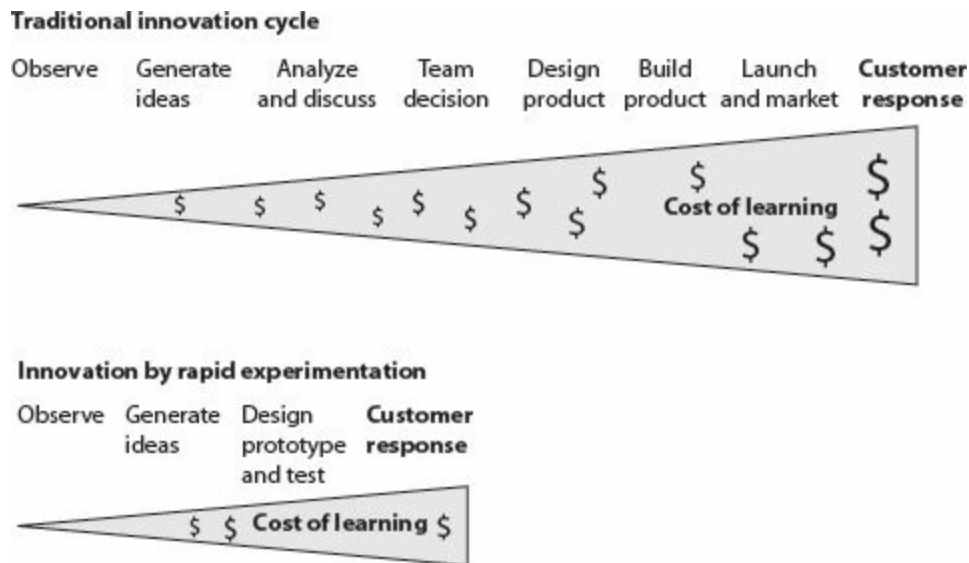 Traditional innovation cycle
Observe Generate Analyze Team Design Build Launch Customer
ideas and discuss decision product product and market response
$ $ $ $ $ $ $ $ $ $ $
Cost of learning
$ $ $
Innovation by rapid experimentation
Observe Generate Design Customer
ideas prototype response
and test
$ $ Cost of learning $